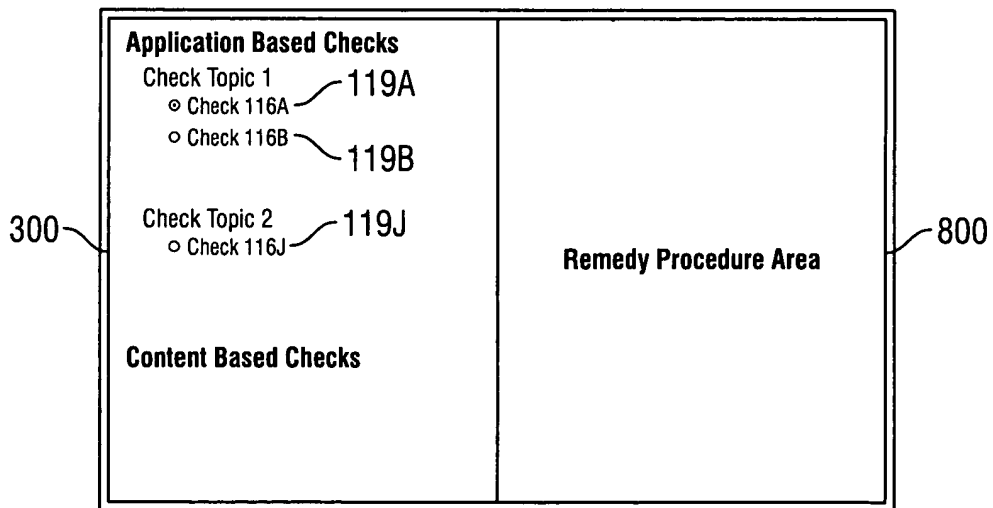 Application Based Checks
Check Topic 1
Check 116A
119A
Check 116B
119B
Check Topic 2
119J
Check 116J
300
800
Remedy Procedure Area
Content Based Checks